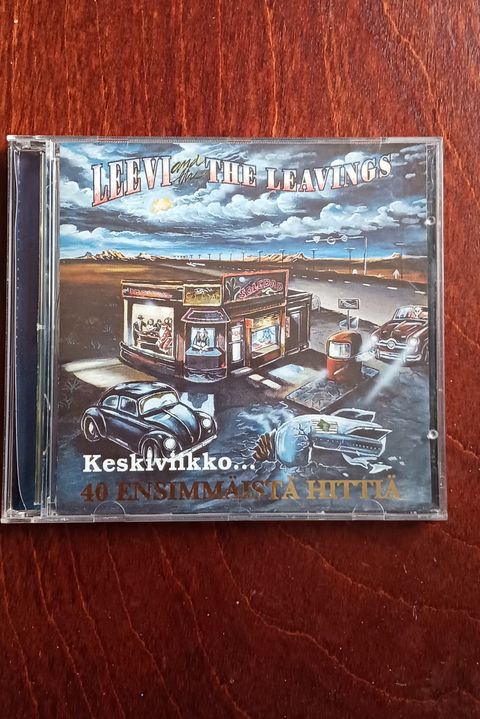 LEEVI and the THE LEAVINGS
Keskiviikko...
40 ENSIMMÄISTÄ HITTIÄ